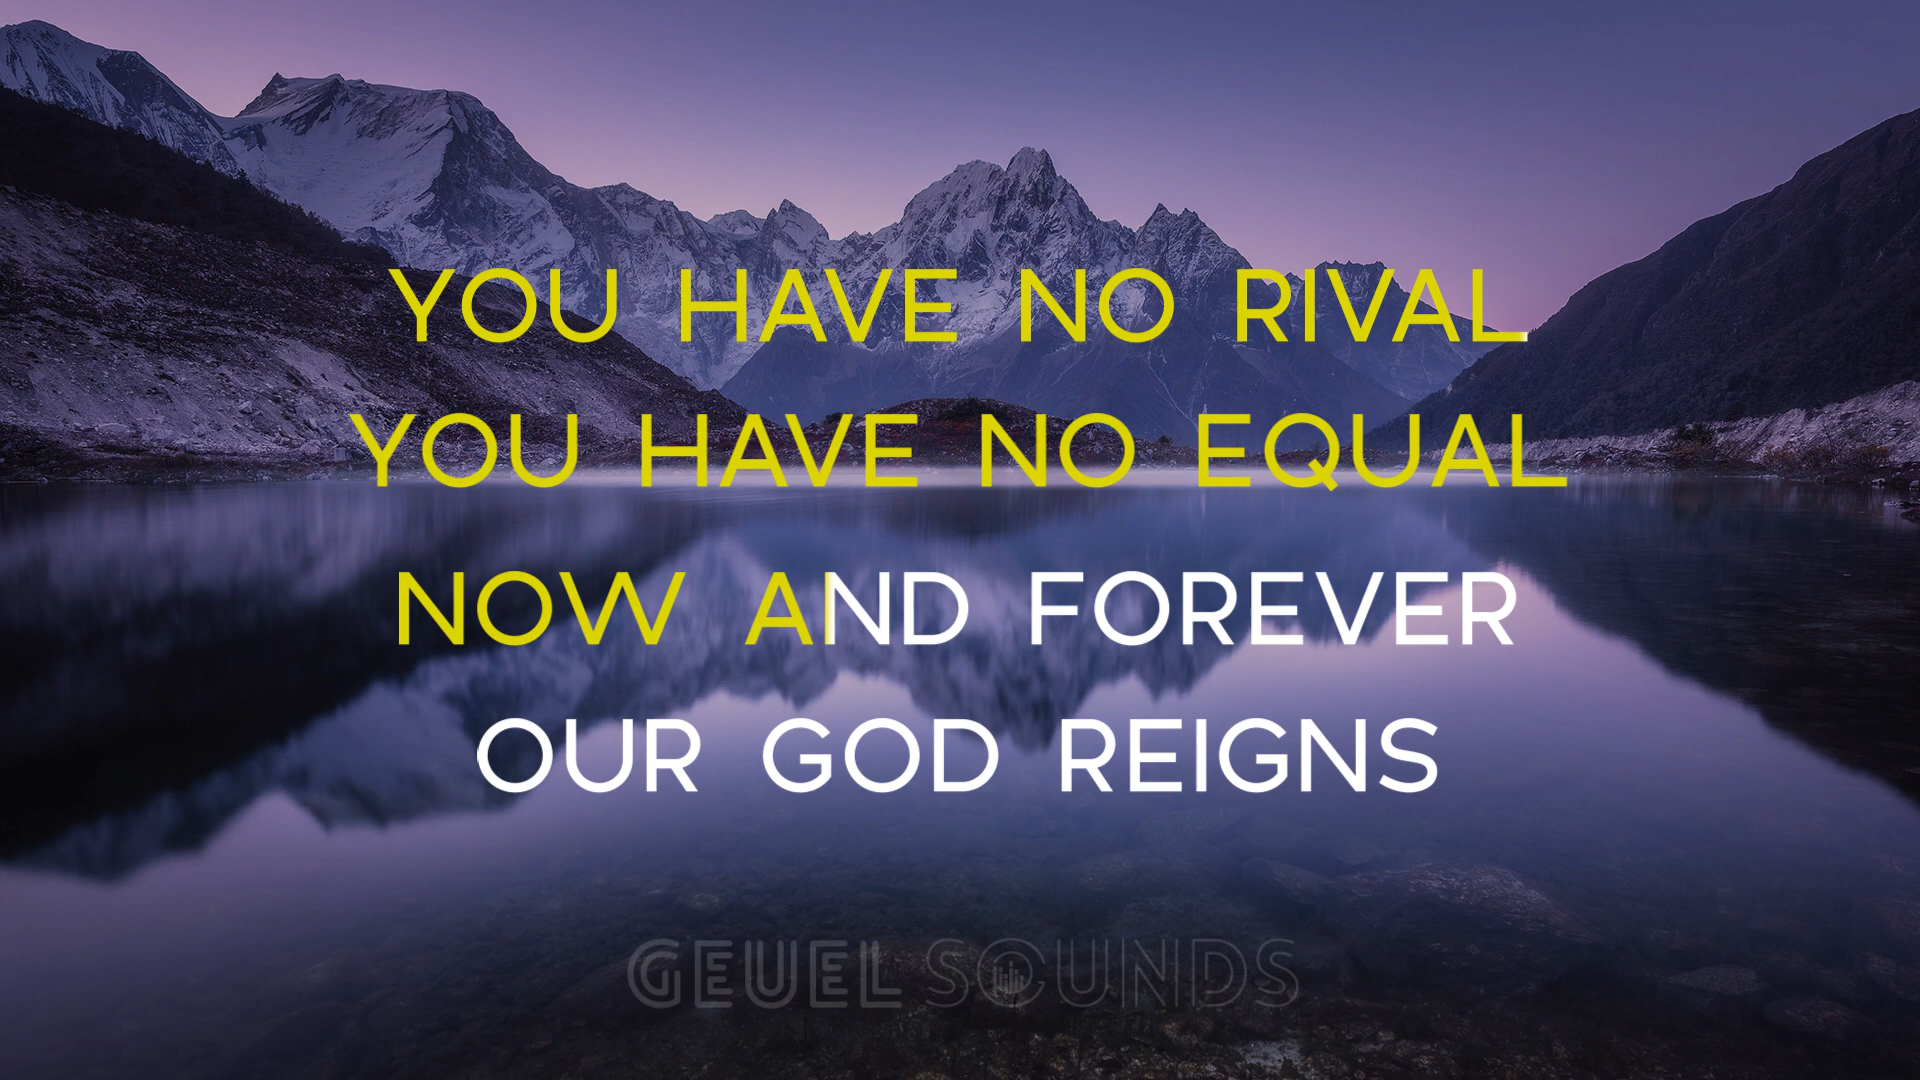 YOU HAVE NO RIVAL
YOU HAVE NO EQUAL
NOW AND FOREVER
OUR GOD REIGNS
GEUEL SOUNDS